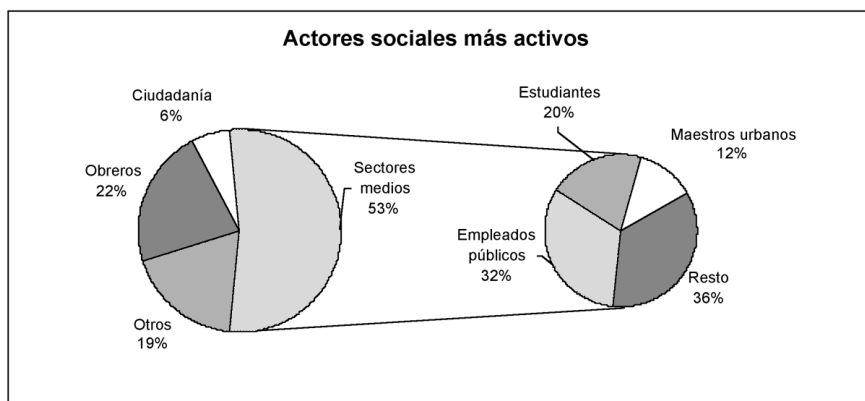 Actores sociales más activos
Ciudadanía
6%
Obreros
22%
Otros
19%
Sectores
medios
53%
Estudiantes
20%
Maestros urbanos
12%
Empleados
públicos
32%
Resto
36%